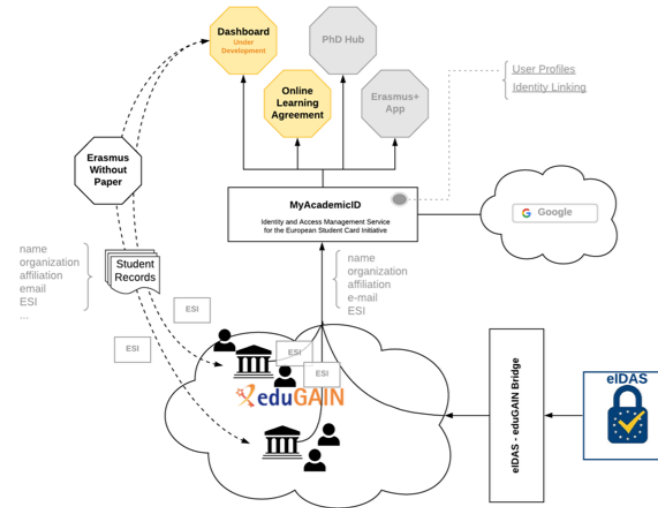 Dashboard
Under
Development
PhD Hub
Online
Learning
Agreement
Erasmus+
App
User Profiles
Identity Linking
Erasmus
Without
Paper
MyAcademicID
Identity and Access Management Service
for the European Student Card Initiative
Google
name
organization
affiliation
email
ESI
...
Student
Records
name
organization
affiliation
e-mail
ESI
ESI
ESI
ESI
ESI
eduGAIN
eIDAS - eduGAIN Bridge
eIDAS